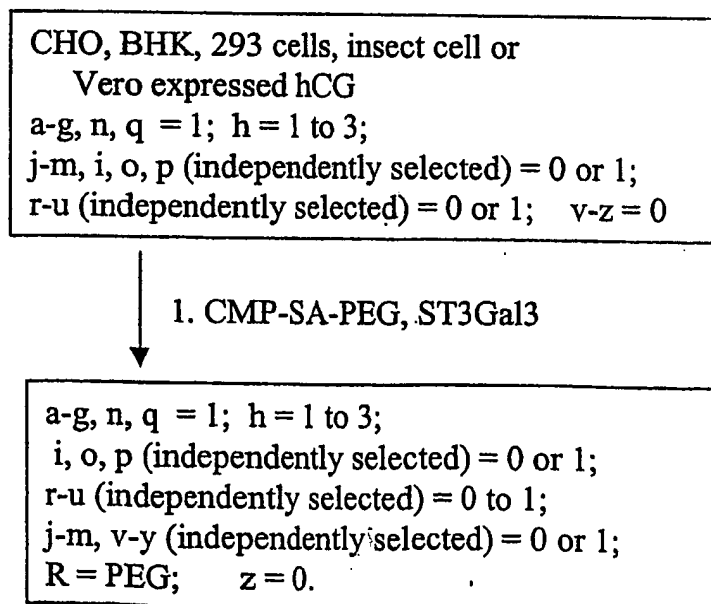 CHO, BHK, 293 cells, insect cell or
Vero expressed hCG
a-g, n, q = 1; h = 1 to 3;
j-m, i, o, p (independently selected) = 0 or 1;
r-u (independently selected) = 0 or 1; v-z = 0
1. CMP-SA-PEG, ST3Gal3
a-g, n, q = 1; h = 1 to 3;
i, o, p (independently selected) = 0 or 1;
r-u (independently selected) = 0 to 1;
j-m, v-y (independently selected) = 0 or 1;
R = PEG; z = 0.